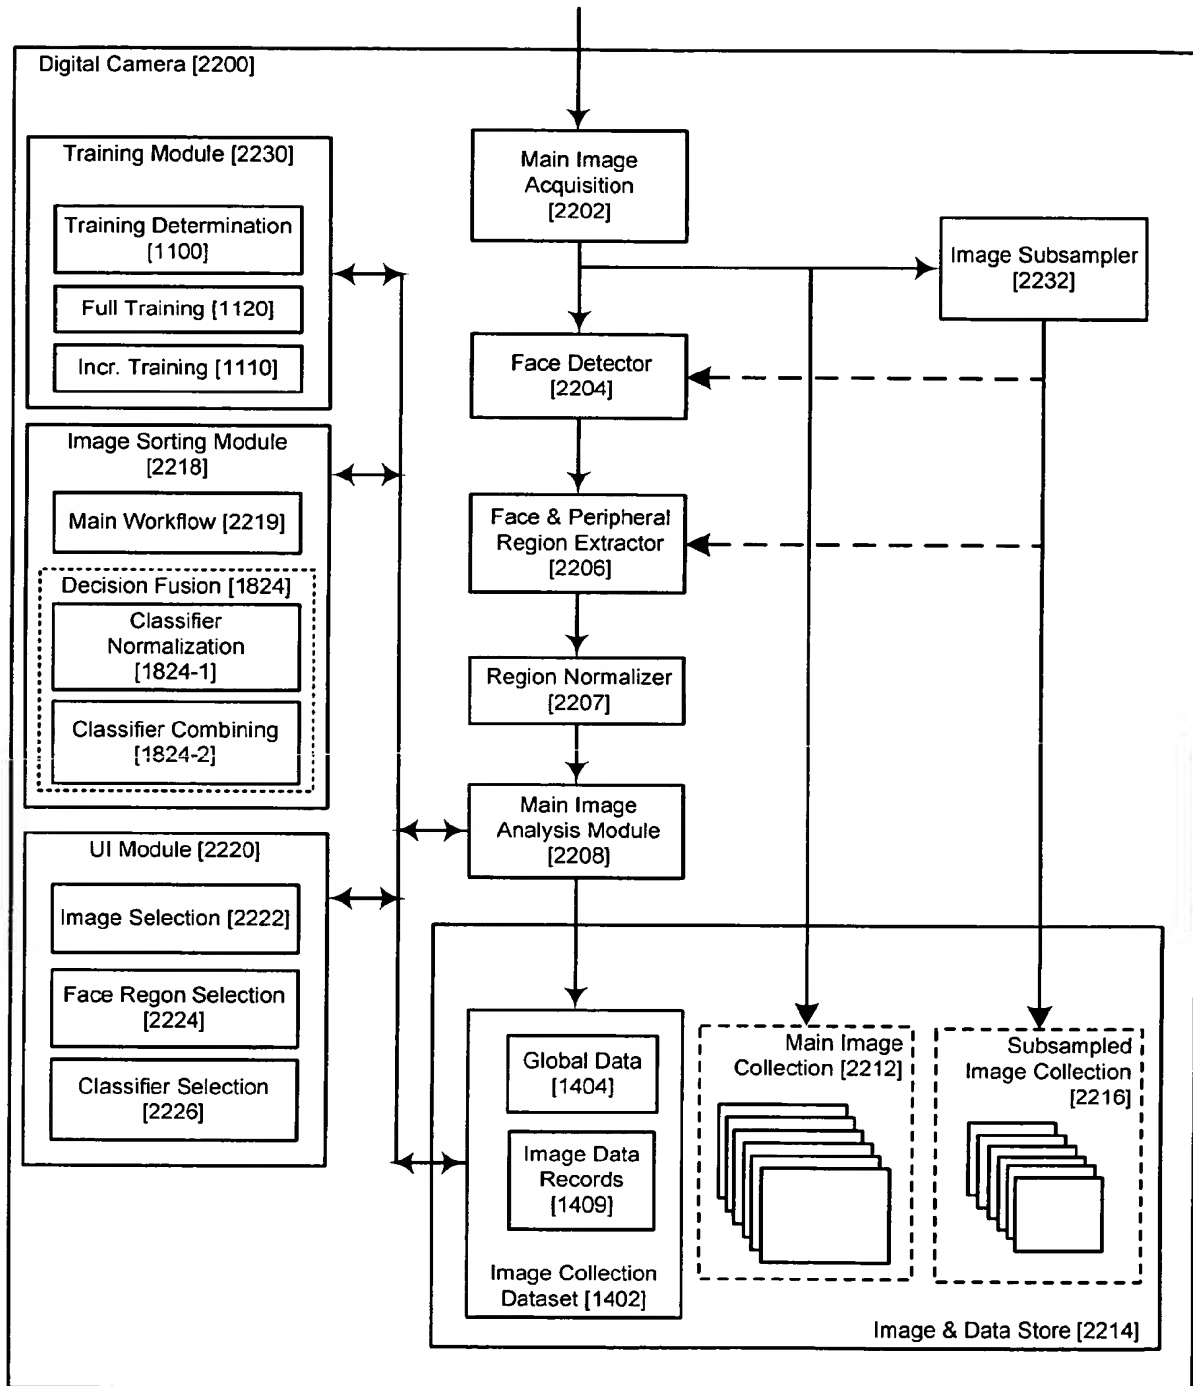 Digital Camera [2200]
Training Module [2230]
Training Determination
[1100]
Full Training [1120]
Incr. Training [1110]
Image Sorting Module
[2218]
Main Workflow [2219]
Decision Fusion [1824]
Classifier
Normalization
[1824-1]
Classifier Combining
[1824-2]
UI Module [2220]
Image Selection [2222]
Face Regon Selection
[2224]
Classifier Selection
[2226]
Main Image
Acquisition
[2202]
Face Detector
[2204]
Face & Peripheral
Region Extractor
[2206]
Region Normalizer
[2207]
Main Image
Analysis Module
[2208]
Image Subsampler
[2232]
Global Data
[1404]
Image Data
Records
[1409]
Image Collection
Dataset [1402]
Main Image
Collection [2212]
Subsampled
Image Collection
[2216]
Image & Data Store [2214]